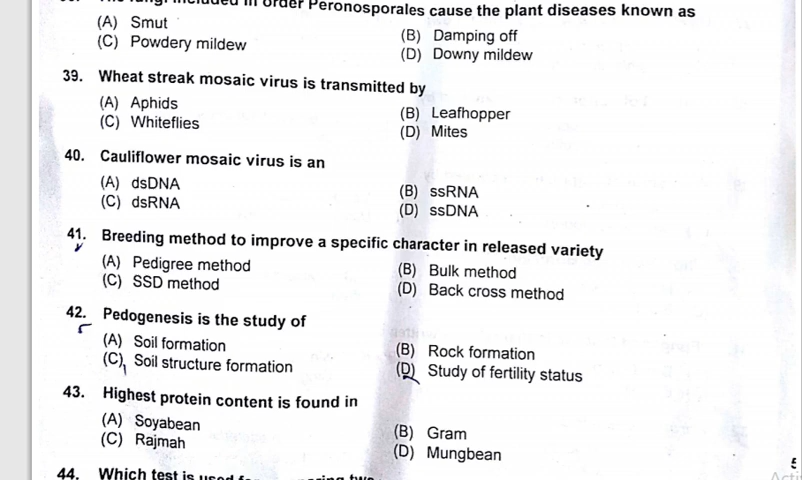 order Peronosporales cause the plant diseases known as
(A) Smut
(B) Damping off
(C) Powdery mildew
(D) Downy mildew
39. Wheat streak mosaic virus is transmitted by
(A) Aphids
(B) Leafhopper
(C) Whiteflies
(D) Mites
40. Cauliflower mosaic virus is an
(A) dsDNA
(B) ssRNA
(C) dsRNA
(D) ssDNA
41. Breeding method to improve a specific character in released variety
(A) Pedigree method
(B) Bulk method
(C) SSD method
(D) Back cross method
42. Pedogenesis is the study of
(A) Soil formation
(B) Rock formation
(C) Soil structure formation
(D) Study of fertility status
43. Highest protein content is found in
(A) Soyabean
(B) Gram
(C) Rajmah
(D) Mungbean
44. Which test is used